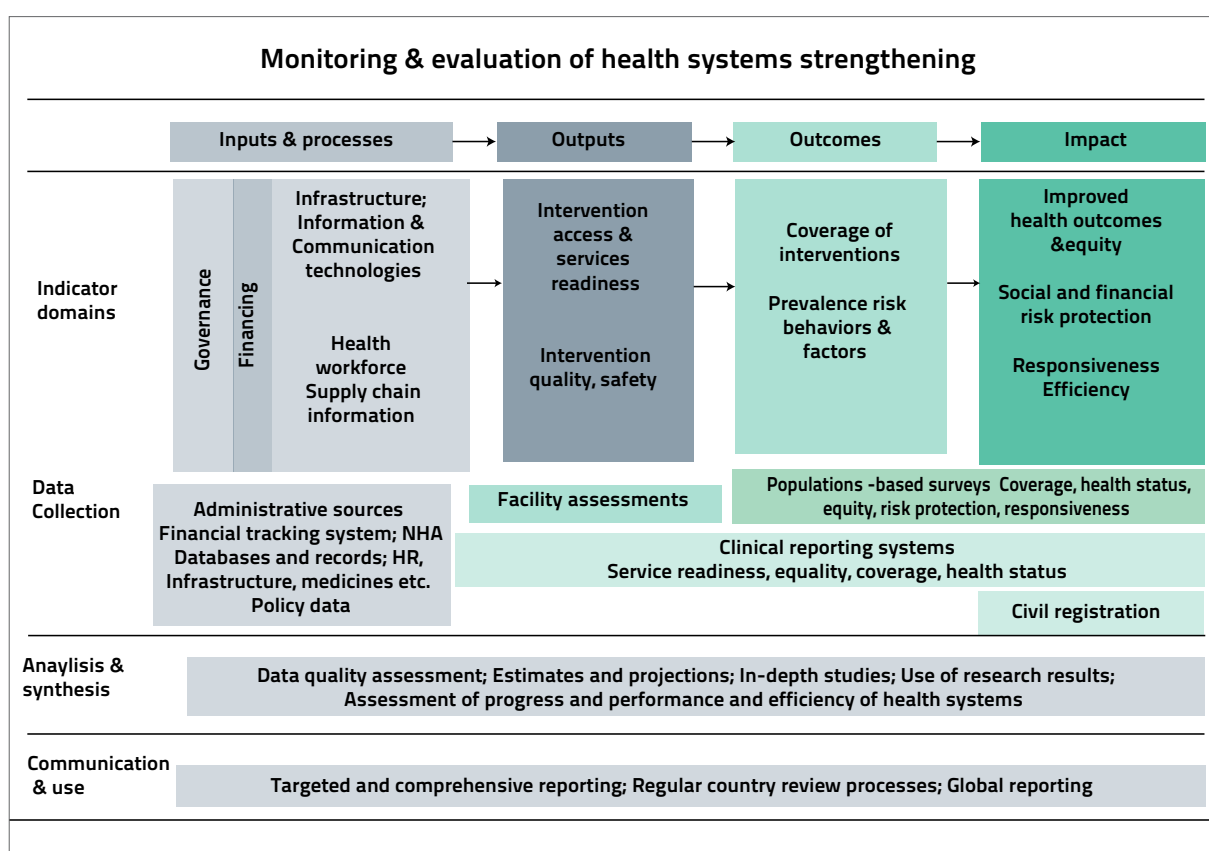 Monitoring & evaluation of health systems strengthening
Inputs & processes
Outputs
Outcomes
Impact
Indicator
domains
Governance
Financing
Infrastructure;
Information &
Communication
technologies
Health
workforce
Supply chain
information
Intervention
access &
services
readiness
Intervention
quality, safety
Coverage of
interventions
Prevalence risk
behaviors &
factors
Improved
health outcomes
&equity
Social and financial
risk protection
Responsiveness
Efficiency
Data
Collection
Administrative sources
Financial tracking system; NHA
Databases and records; HR,
Infrastructure, medicines etc.
Policy data
Facility assessments
Populations -based surveys Coverage, health status,
equity, risk protection, responsiveness
Clinical reporting systems
Service readiness, equality, coverage, health status
Civil registration
Anaylisis &
synthesis
Data quality assessment; Estimates and projections; In-depth studies; Use of research results;
Assessment of progress and performance and efficiency of health systems
Communication
& use
Targeted and comprehensive reporting; Regular country review processes; Global reporting